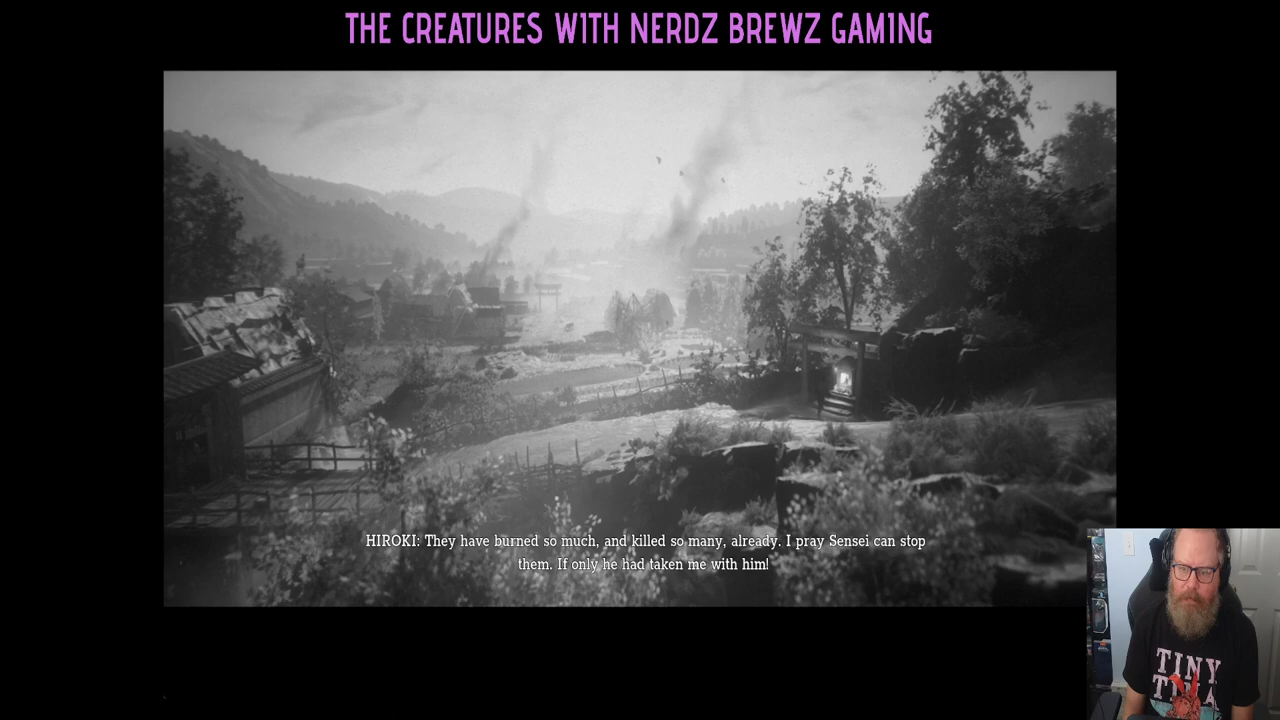 THE CREATURES WITH NERDZ BREWZ GAMING
HIROKI: They have burned so much, and killed so many, already. I pray Sensei can stop
them. If only he had taken me with him!
TINY
TINA